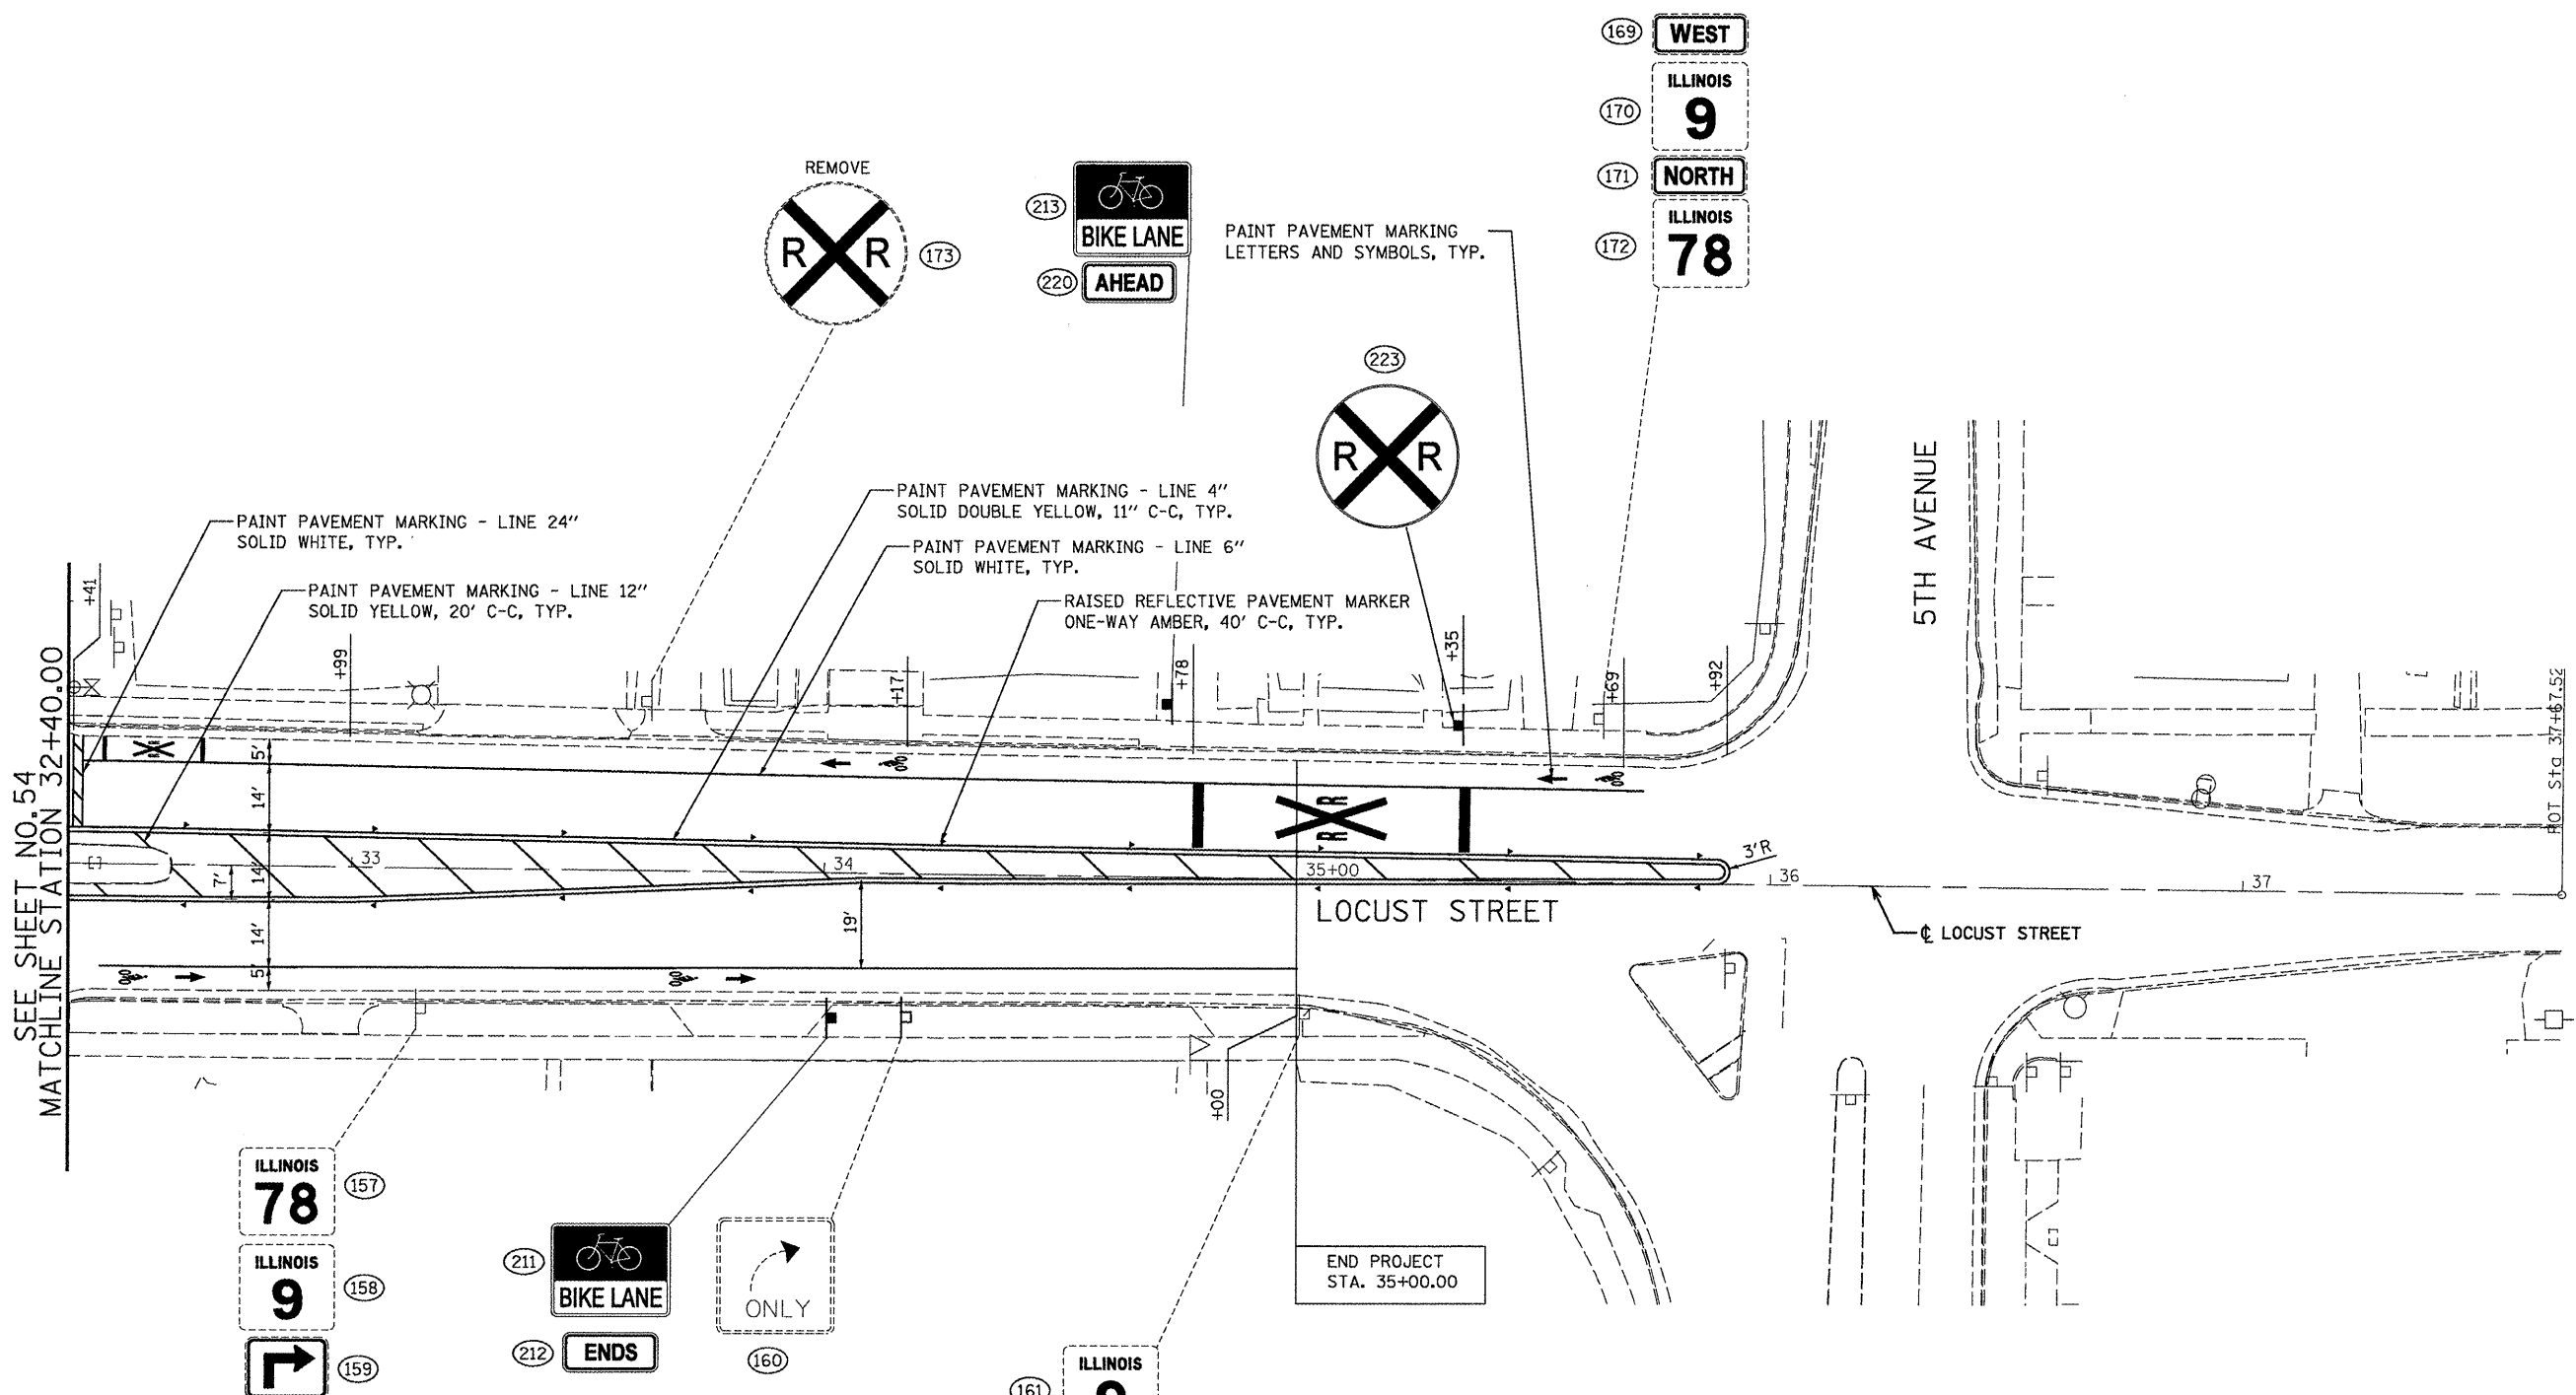 169 WEST
170 ILLINOIS 9
171 NORTH
172 ILLINOIS 78
REMOVE
R R 173
213 BIKE LANE
220 AHEAD
PAINT PAVEMENT MARKING
LETTERS AND SYMBOLS, TYP.
223
R R
PAINT PAVEMENT MARKING - LINE 24"
SOLID WHITE, TYP.
PAINT PAVEMENT MARKING - LINE 12"
SOLID YELLOW, 20' C-C, TYP.
PAINT PAVEMENT MARKING - LINE 4"
SOLID DOUBLE YELLOW, 11" C-C, TYP.
PAINT PAVEMENT MARKING - LINE 6"
SOLID WHITE, TYP.
RAISED REFLECTIVE PAVEMENT MARKER
ONE-WAY AMBER, 40' C-C, TYP.
5TH AVENUE
+41
+99
+17
+78
+35
+69
+92
SEE SHEET NO. 54
MATCHLINE STATION 32+40.00
POT Sta 37+67.52
5'
14'
14'
7'
14'
5'
19'
R R
33
34
35+00
3'R
36
37
LOCUST STREET
℄ LOCUST STREET
+00
END PROJECT
STA. 35+00.00
ILLINOIS 78 157
ILLINOIS 9 158
159
211 BIKE LANE
212 ENDS
ONLY
160
161 ILLINOIS